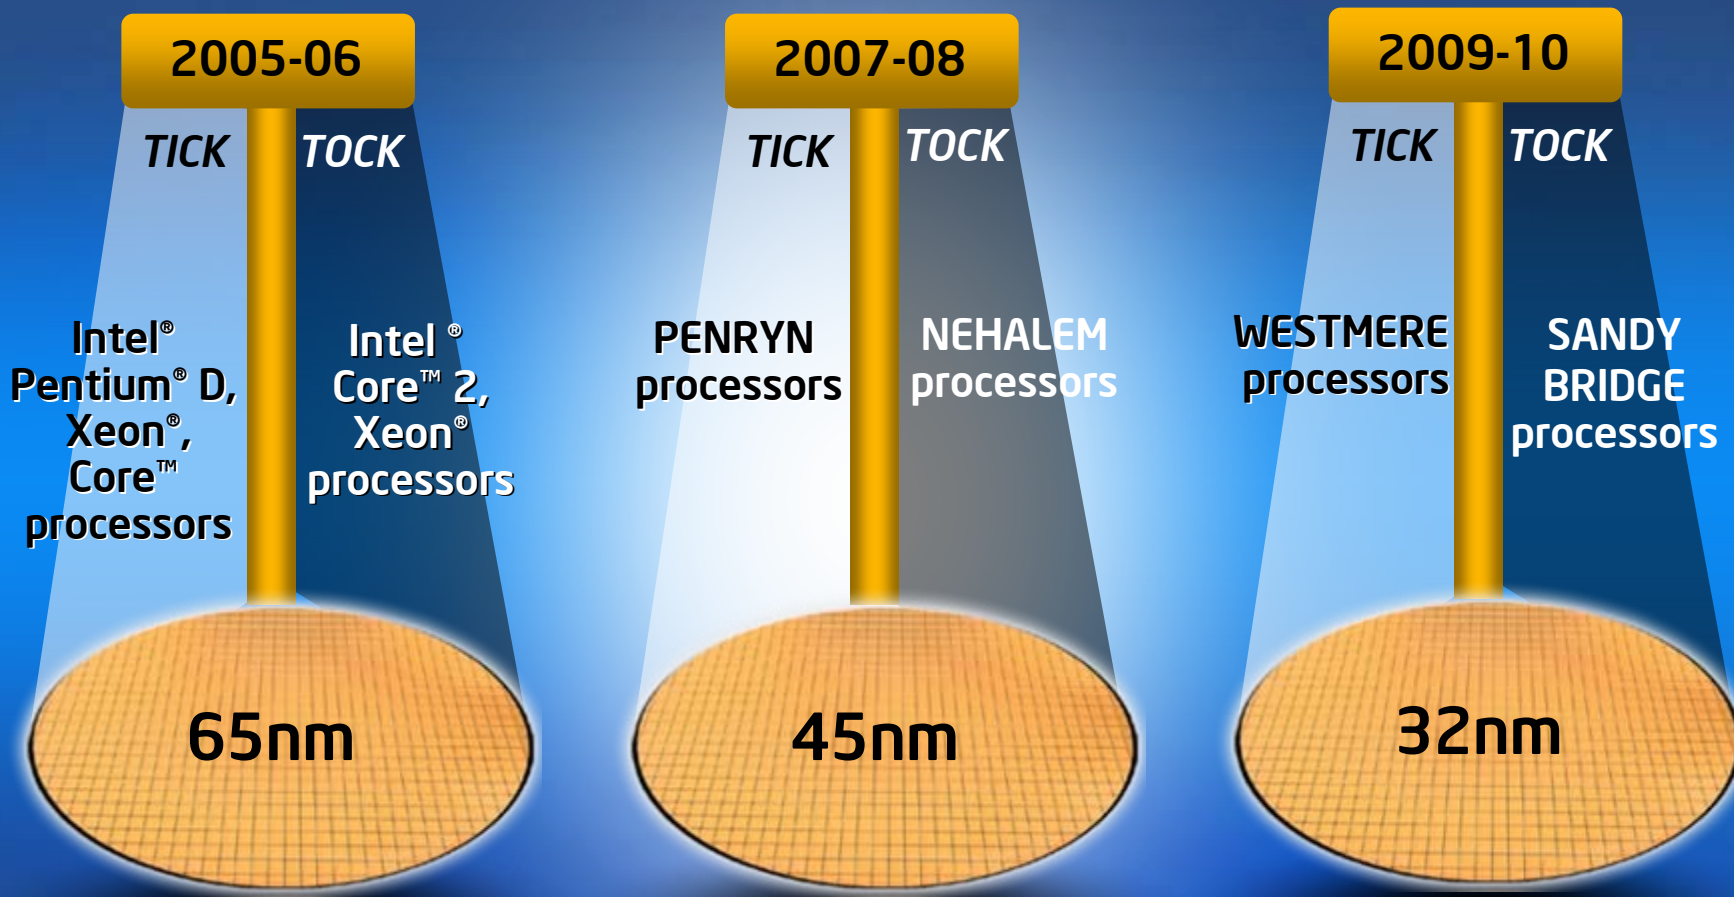 2005-06
TICK
TOCK
Intel®
Pentium® D,
Xeon®,
Core™
processors
Intel ®
Core™ 2,
Xeon®
processors
65nm
2007-08
TICK
TOCK
PENRYN
processors
NEHALEM
processors
45nm
2009-10
TICK
TOCK
WESTMERE
processors
SANDY
BRIDGE
processors
32nm